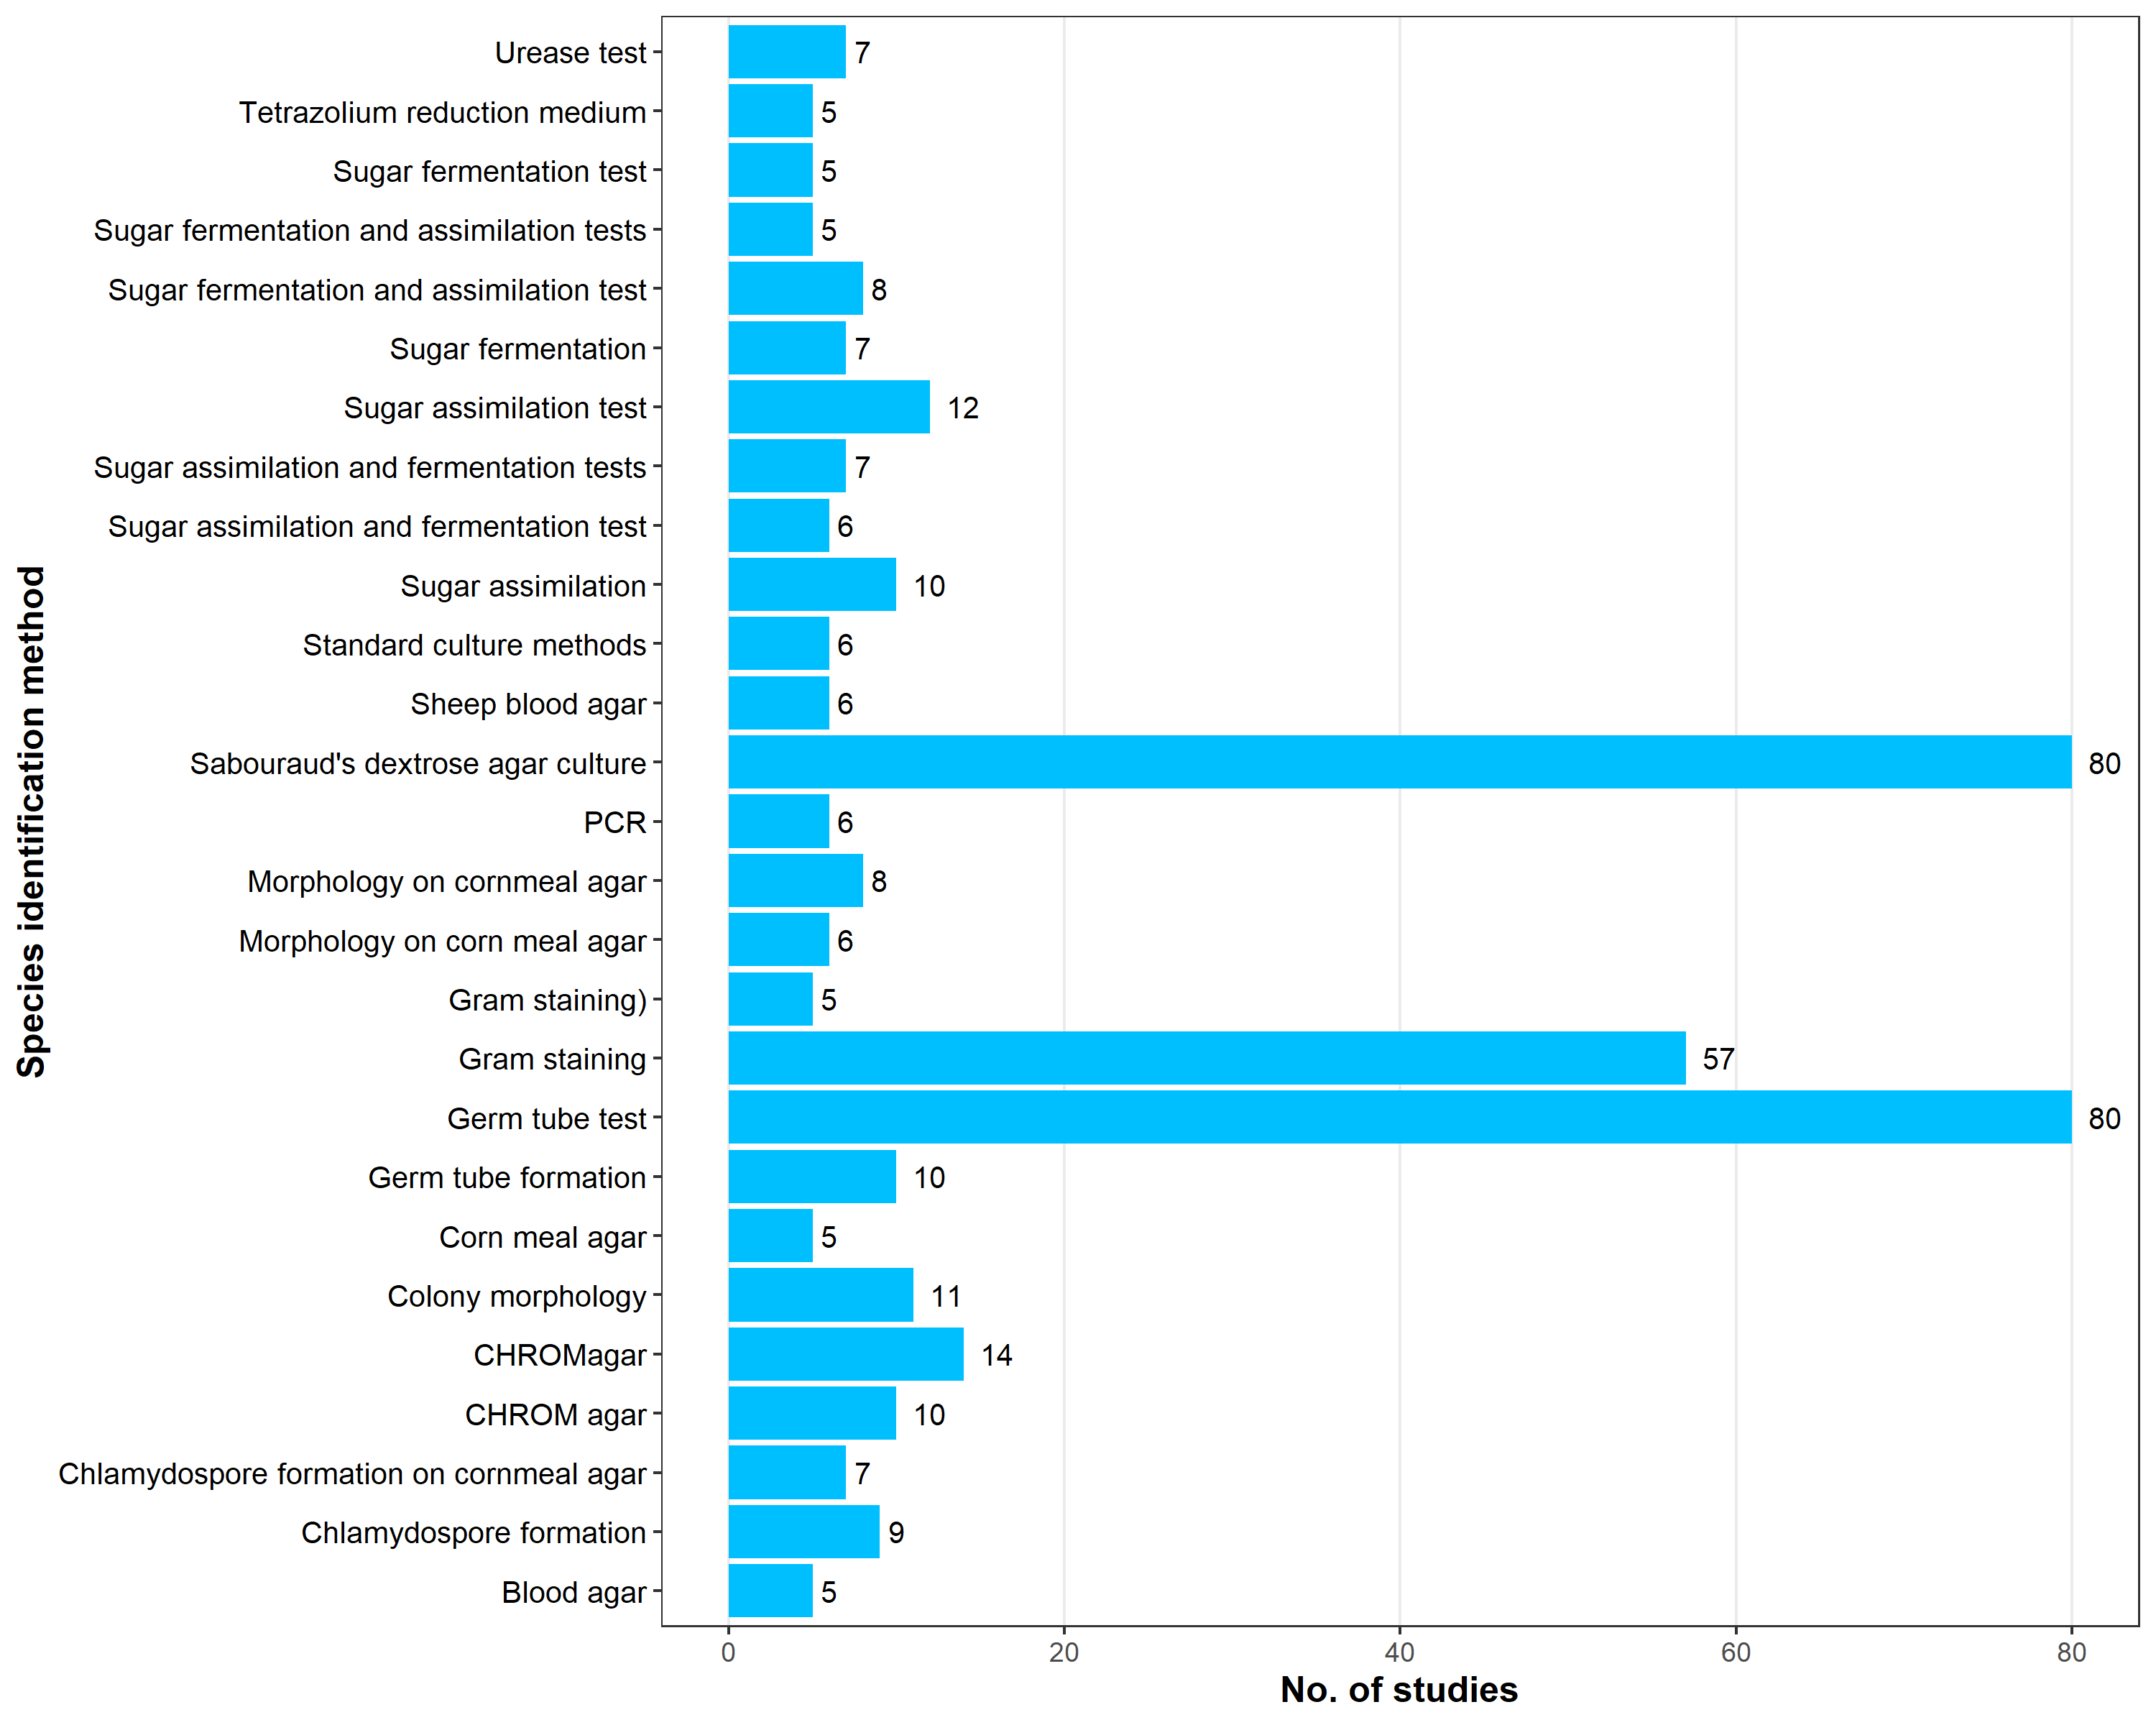 Species identification method
Urease test 7
Tetrazolium reduction medium 5
Sugar fermentation test 5
Sugar fermentation and assimilation tests 5
Sugar fermentation and assimilation test 8
Sugar fermentation 7
Sugar assimilation test 12
Sugar assimilation and fermentation tests 7
Sugar assimilation and fermentation test 6
Sugar assimilation 10
Standard culture methods 6
Sheep blood agar 6
Sabouraud's dextrose agar culture 80
PCR 6
Morphology on cornmeal agar 8
Morphology on corn meal agar 6
Gram staining) 5
Gram staining 57
Germ tube test 80
Germ tube formation 10
Corn meal agar 5
Colony morphology 11
CHROMagar 14
CHROM agar 10
Chlamydospore formation on cornmeal agar 7
Chlamydospore formation 9
Blood agar 5
0 20 40 60 80
No. of studies